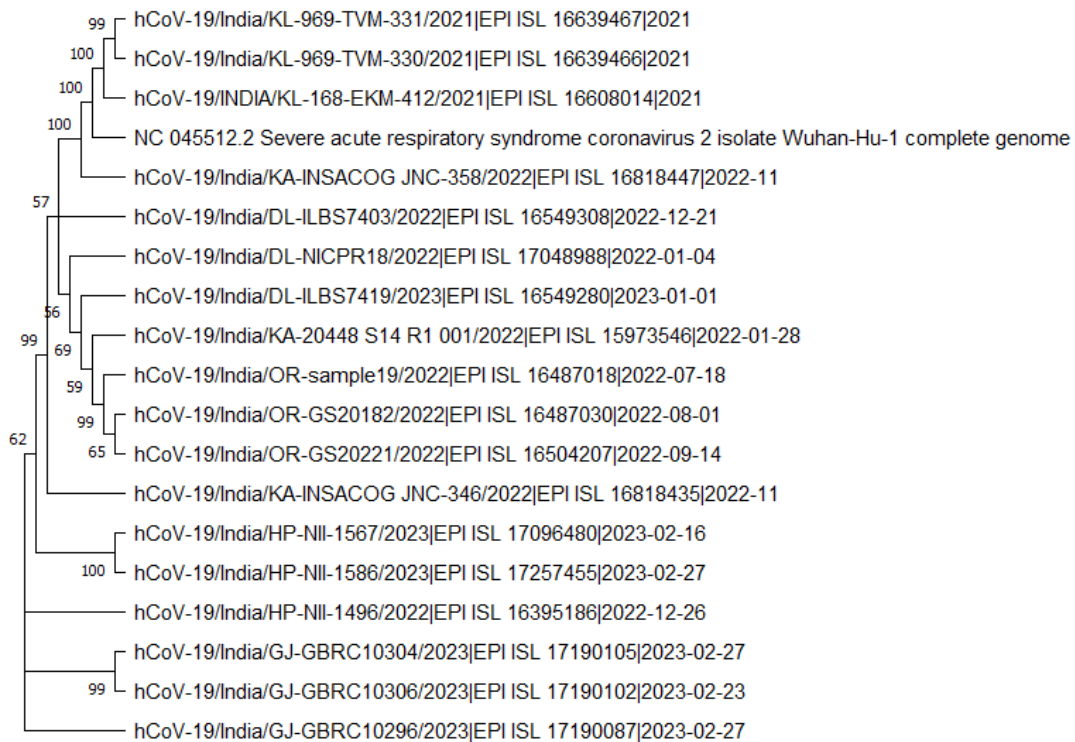 99
hCoV-19/India/KL-969-TVM-331/2021|EPI ISL 16639467|2021
100
hCoV-19/India/KL-969-TVM-330/2021|EPI ISL 16639466|2021
100
hCoV-19/INDIA/KL-168-EKM-412/2021|EPI ISL 16608014|2021
100
NC 045512.2 Severe acute respiratory syndrome coronavirus 2 isolate Wuhan-Hu-1 complete genome
hCoV-19/India/KA-INSACOG JNC-358/2022|EPI ISL 16818447|2022-11
57
hCoV-19/India/DL-ILBS7403/2022|EPI ISL 16549308|2022-12-21
hCoV-19/India/DL-NICPR18/2022|EPI ISL 17048988|2022-01-04
hCoV-19/India/DL-ILBS7419/2023|EPI ISL 16549280|2023-01-01
56
hCoV-19/India/KA-20448 S14 R1 001/2022|EPI ISL 15973546|2022-01-28
99
69
hCoV-19/India/OR-sample19/2022|EPI ISL 16487018|2022-07-18
59
hCoV-19/India/OR-GS20182/2022|EPI ISL 16487030|2022-08-01
99
62
hCoV-19/India/OR-GS20221/2022|EPI ISL 16504207|2022-09-14
65
hCoV-19/India/KA-INSACOG JNC-346/2022|EPI ISL 16818435|2022-11
hCoV-19/India/HP-NII-1567/2023|EPI ISL 17096480|2023-02-16
hCoV-19/India/HP-NII-1586/2023|EPI ISL 17257455|2023-02-27
100
hCoV-19/India/HP-NII-1496/2022|EPI ISL 16395186|2022-12-26
hCoV-19/India/GJ-GBRC10304/2023|EPI ISL 17190105|2023-02-27
hCoV-19/India/GJ-GBRC10306/2023|EPI ISL 17190102|2023-02-23
99
hCoV-19/India/GJ-GBRC10296/2023|EPI ISL 17190087|2023-02-27